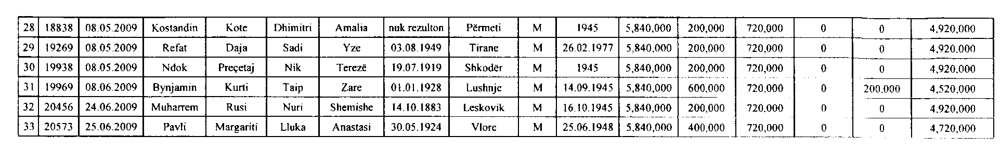 28 18838 08.05.2009 Kostandin Kote Dhimitri Amalia nuk rezulton Përmeti M 1945 5,840,000 200,000 720,000 0 0 4,920,000
29 19269 08.05.2009 Refat Daja Sadi Yze 03.08.1949 Tirane M 26.02.1977 5,840,000 200,000 720,000 0 0 4,920,000
30 19938 08.05.2009 Ndok Preçetaj Nik Terezë 19.07.1919 Shkodër M 1945 5,840,000 200,000 720,000 0 0 4,920,000
31 19969 08.06.2009 Bynjamin Kurti Taip Zare 01.01.1928 Lushnje M 14.09.1945 5,840,000 600,000 720,000 0 200,000 4,520,000
32 20456 24.06.2009 Muharrem Rusi Nuri Shemishe 14.10.1883 Leskovik M 16.10.1945 5,840,000 200,000 720,000 0 0 4,920,000
33 20573 25.06.2009 Pavli Margariti Lluka Anastasi 30.05.1924 Vlore M 25.06.1948 5,840,000 400,000 720,000 0 0 4,720,000